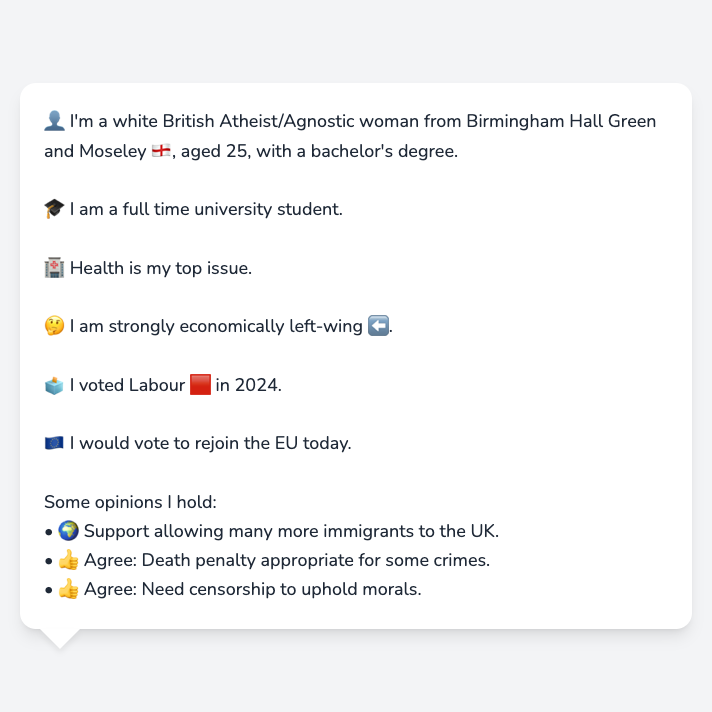 👤 I'm a white British Atheist/Agnostic woman from Birmingham Hall Green
and Moseley 🏴󠁧󠁢󠁥󠁮󠁧󠁿, aged 25, with a bachelor's degree.
🎓 I am a full time university student.
🏥 Health is my top issue.
🤔 I am strongly economically left-wing ⬅️.
🗳️ I voted Labour 🟥 in 2024.
🇪🇺 I would vote to rejoin the EU today.
Some opinions I hold:
• 🌍 Support allowing many more immigrants to the UK.
• 👍 Agree: Death penalty appropriate for some crimes.
• 👍 Agree: Need censorship to uphold morals.